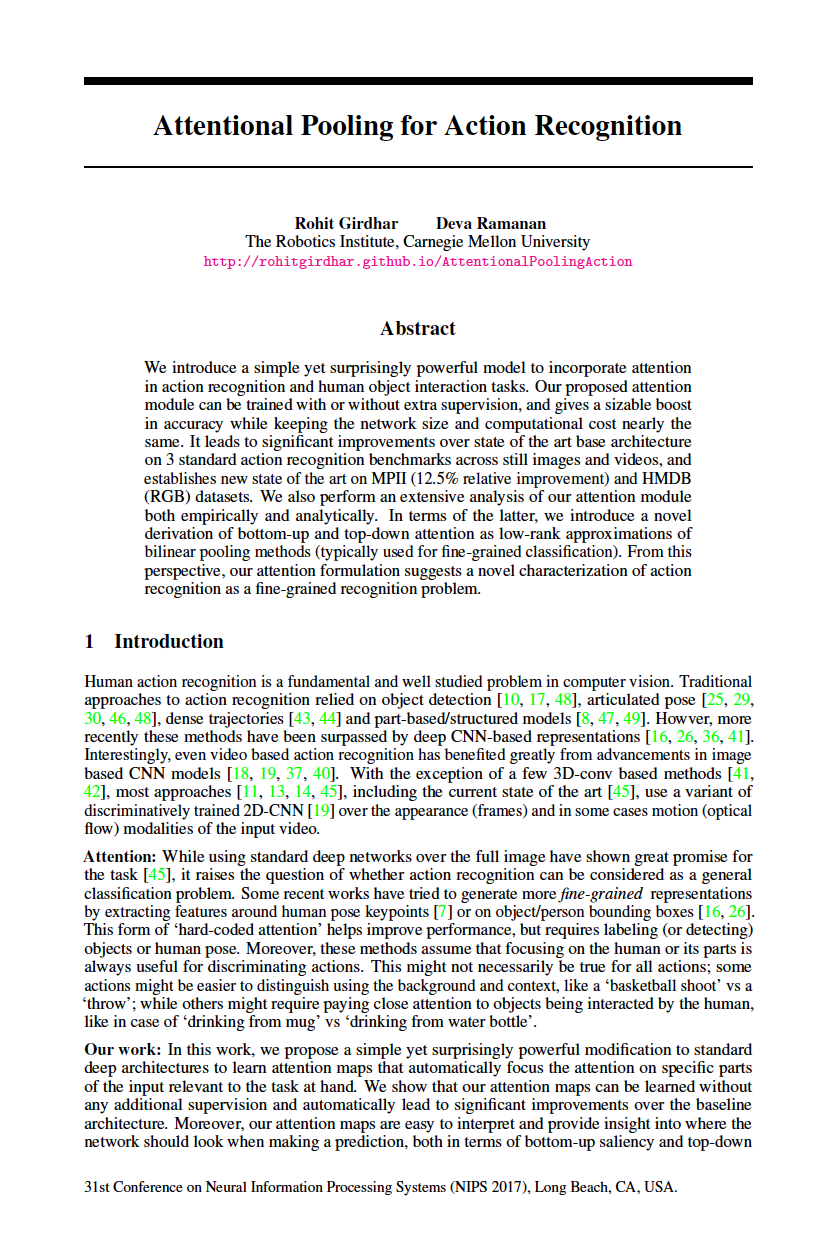 Attentional Pooling for Action Recognition
Rohit Girdhar Deva Ramanan
The Robotics Institute, Carnegie Mellon University
http://rohitgirdhar.github.io/AttentionalPoolingAction
Abstract
We introduce a simple yet surprisingly powerful model to incorporate attention
in action recognition and human object interaction tasks. Our proposed attention
module can be trained with or without extra supervision, and gives a sizable boost
in accuracy while keeping the network size and computational cost nearly the
same. It leads to significant improvements over state of the art base architecture
on 3 standard action recognition benchmarks across still images and videos, and
establishes new state of the art on MPII (12.5% relative improvement) and HMDB
(RGB) datasets. We also perform an extensive analysis of our attention module
both empirically and analytically. In terms of the latter, we introduce a novel
derivation of bottom-up and top-down attention as low-rank approximations of
bilinear pooling methods (typically used for fine-grained classification). From this
perspective, our attention formulation suggests a novel characterization of action
recognition as a fine-grained recognition problem.
1 Introduction
Human action recognition is a fundamental and well studied problem in computer vision. Traditional
approaches to action recognition relied on object detection [10, 17, 48], articulated pose [25, 29,
30, 46, 48], dense trajectories [43, 44] and part-based/structured models [8, 47, 49]. Howver, more
recently these methods have been surpassed by deep CNN-based representations [16, 26, 36, 41].
Interestingly, even video based action recognition has benefited greatly from advancements in image
based CNN models [18, 19, 37, 40]. With the exception of a few 3D-conv based methods [41,
42], most approaches [11, 13, 14, 45], including the current state of the art [45], use a variant of
discriminatively trained 2D-CNN [19] over the appearance (frames) and in some cases motion (optical
flow) modalities of the input video.
Attention: While using standard deep networks over the full image have shown great promise for
the task [45], it raises the question of whether action recognition can be considered as a general
classification problem. Some recent works have tried to generate more fine-grained representations
by extracting features around human pose keypoints [7] or on object/person bounding boxes [16, 26].
This form of ‘hard-coded attention’ helps improve performance, but requires labeling (or detecting)
objects or human pose. Moreover, these methods assume that focusing on the human or its parts is
always useful for discriminating actions. This might not necessarily be true for all actions; some
actions might be easier to distinguish using the background and context, like a ‘basketball shoot’ vs a
‘throw’; while others might require paying close attention to objects being interacted by the human,
like in case of ‘drinking from mug’ vs ‘drinking from water bottle’.
Our work: In this work, we propose a simple yet surprisingly powerful modification to standard
deep architectures to learn attention maps that automatically focus the attention on specific parts
of the input relevant to the task at hand. We show that our attention maps can be learned without
any additional supervision and automatically lead to significant improvements over the baseline
architecture. Moreover, our attention maps are easy to interpret and provide insight into where the
network should look when making a prediction, both in terms of bottom-up saliency and top-down
31st Conference on Neural Information Processing Systems (NIPS 2017), Long Beach, CA, USA.